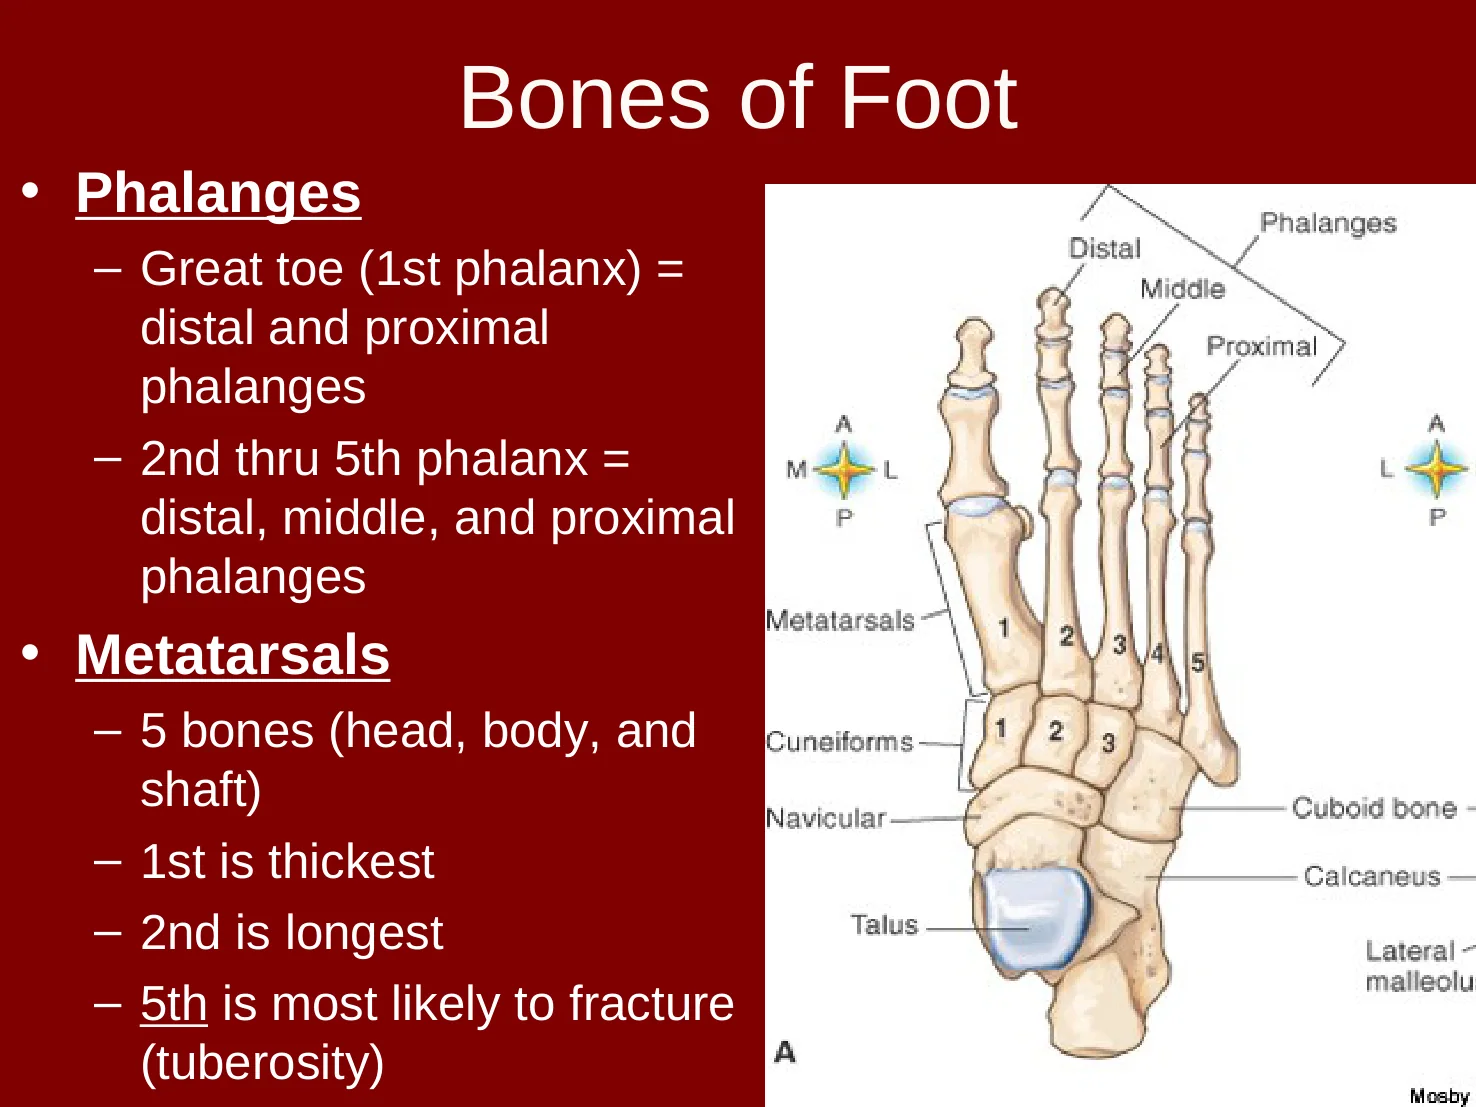 Bones of Foot
• Phalanges
– Great toe (1st phalanx) =
distal and proximal
phalanges
– 2nd thru 5th phalanx =
distal, middle, and proximal
phalanges
• Metatarsals
– 5 bones (head, body, and
shaft)
– 1st is thickest
– 2nd is longest
– 5th is most likely to fracture
(tuberosity)
Phalanges
Distal
Middle
Proximal
A
M L
P
A
L
P
Metatarsals
1 2 3 4 5
Cuneiforms
1 2 3
Navicular
Cuboid bone
Calcaneus
Talus
Lateral
malleolu
A
Mosby